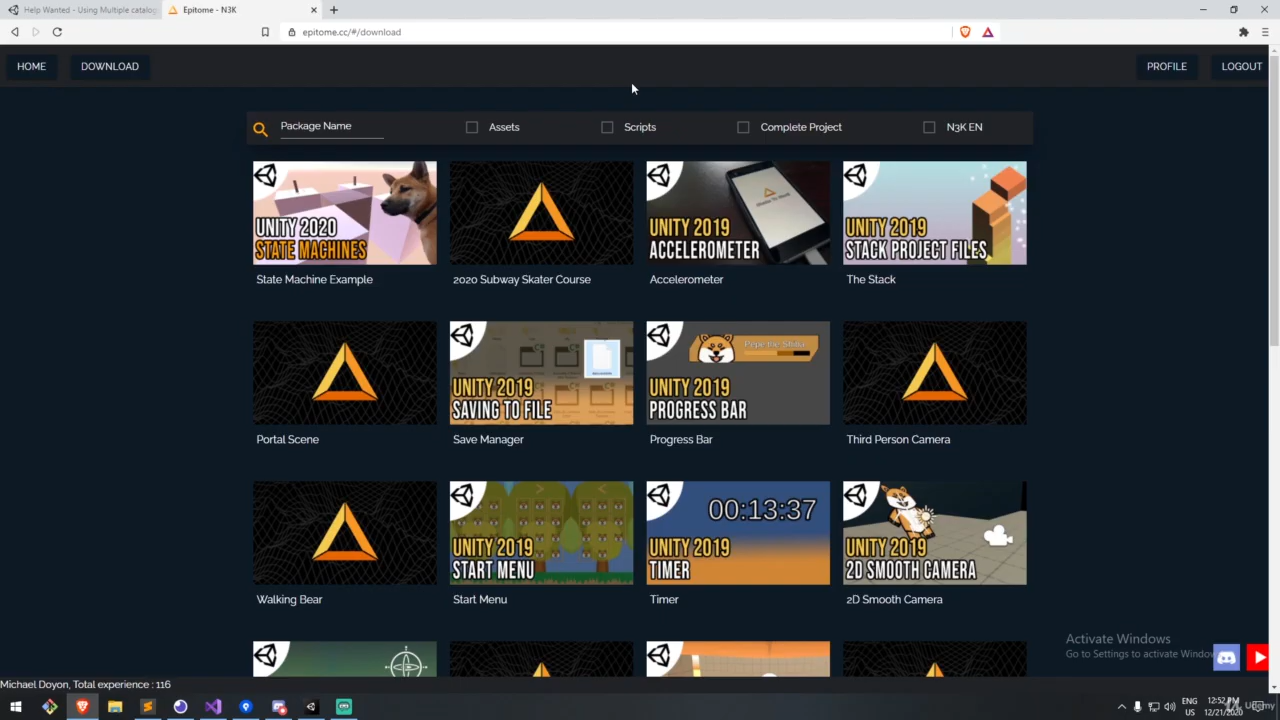 Help Wanted - Using Multiple catalo
Epitome - N3K
epitome.cc/#/download
HOME
DOWNLOAD
PROFILE
LOGOUT
Package Name
Assets
Scripts
Complete Project
N3K EN
UNITY 2020
STATE MACHINES
UNITY 2019
ACCELEROMETER
UNITY 2019
STACK PROJECT FILES
State Machine Example
2020 Subway Skater Course
Accelerometer
The Stack
UNITY 2019
SAVING TO FILE
Pepe the Shiba
UNITY 2019
PROGRESS BAR
Portal Scene
Save Manager
Progress Bar
Third Person Camera
UNITY 2019
START MENU
00:13:37
UNITY 2019
TIMER
UNITY 2019
2D SMOOTH CAMERA
Walking Bear
Start Menu
Timer
2D Smooth Camera
Activate Windows
Go to Settings to activate Window
Michael Doyon, Total experience : 116
ENG
US
12:52 PM
12/21/2020
Udemy